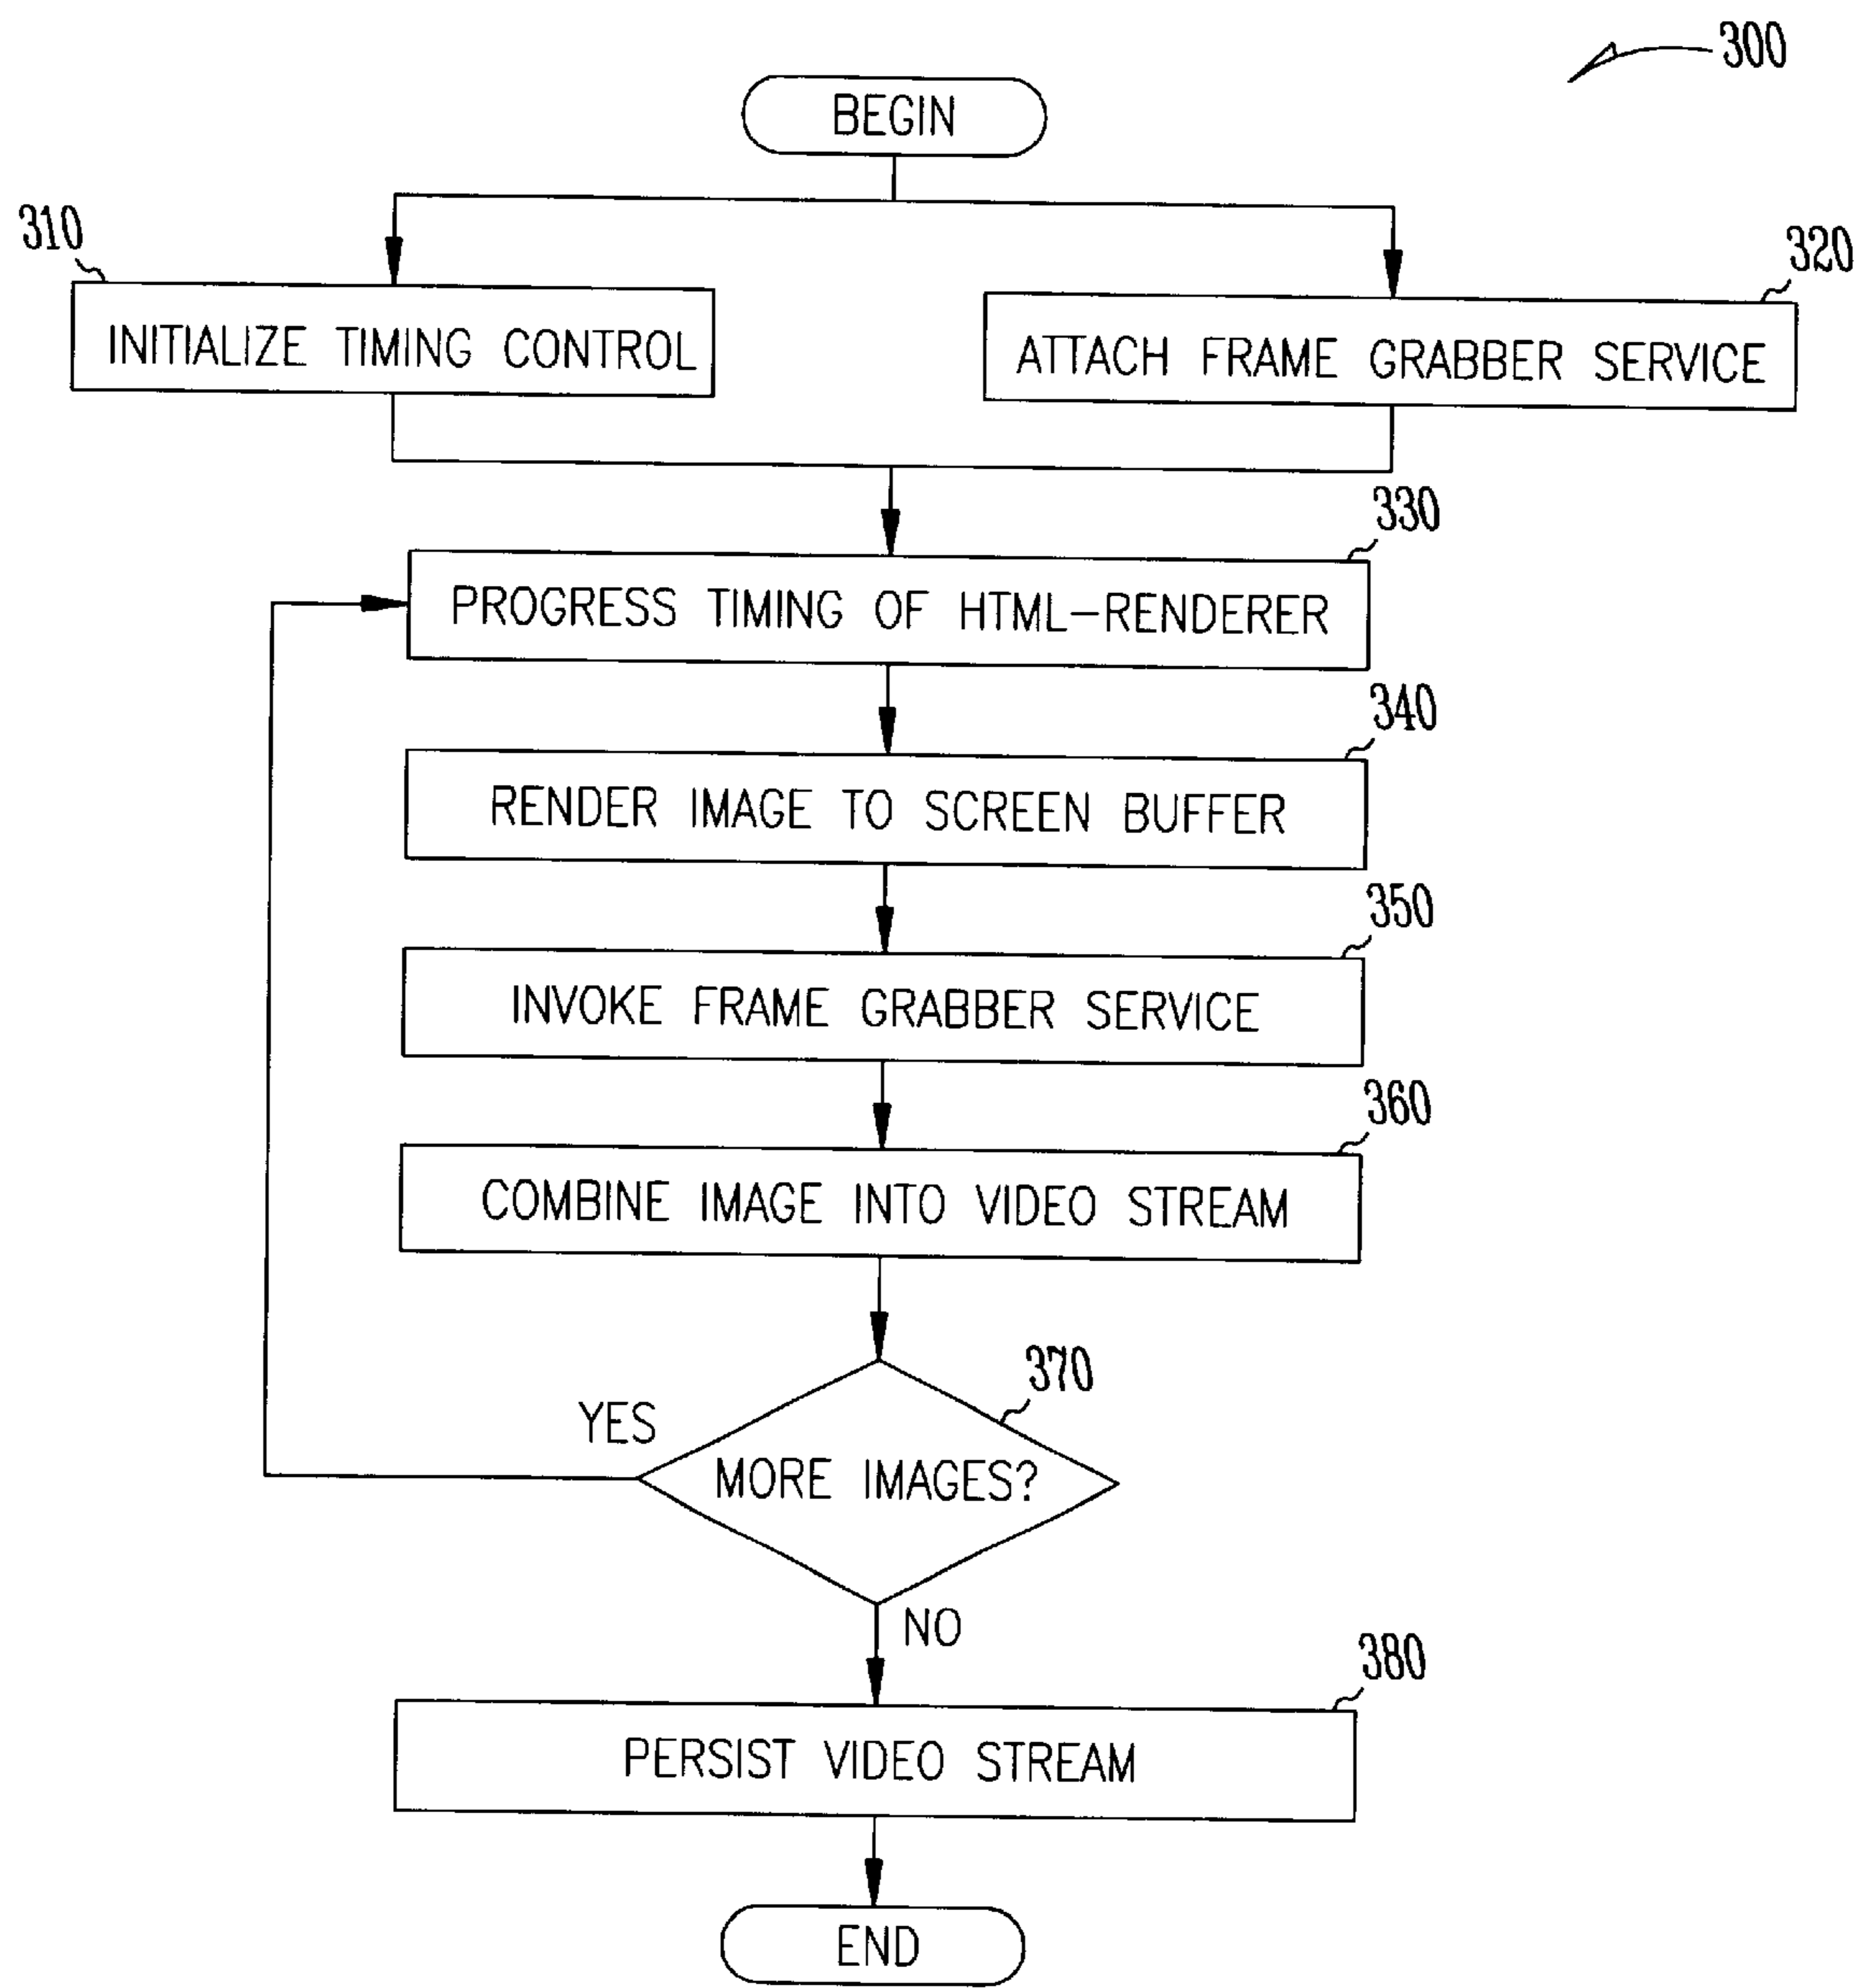 300
BEGIN
310
INITIALIZE TIMING CONTROL
320
ATTACH FRAME GRABBER SERVICE
330
PROGRESS TIMING OF HTML-RENDERER
340
RENDER IMAGE TO SCREEN BUFFER
350
INVOKE FRAME GRABBER SERVICE
360
COMBINE IMAGE INTO VIDEO STREAM
370
YES
MORE IMAGES?
NO
380
PERSIST VIDEO STREAM
END